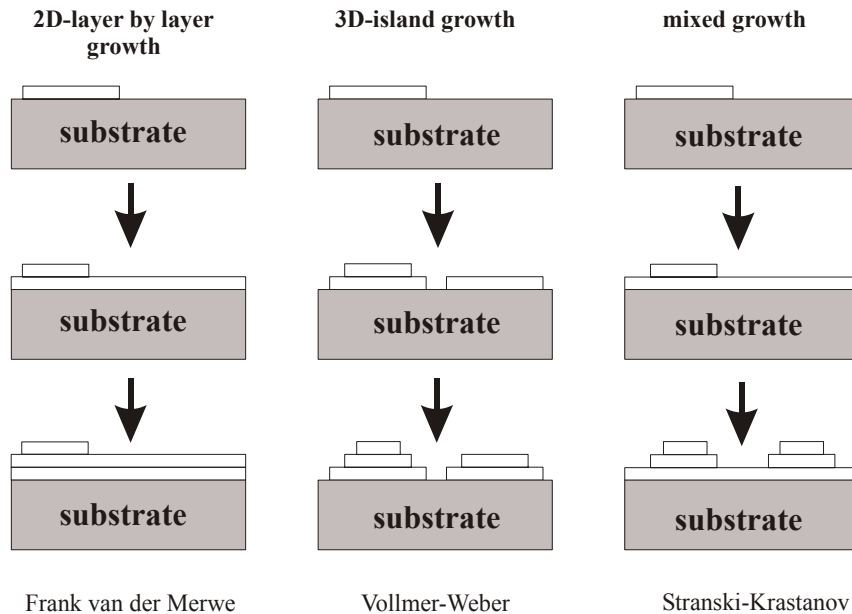 2D-layer by layer
growth
3D-island growth
mixed growth
substrate
substrate
substrate
substrate
substrate
substrate
substrate
substrate
substrate
Frank van der Merwe
Vollmer-Weber
Stranski-Krastanov